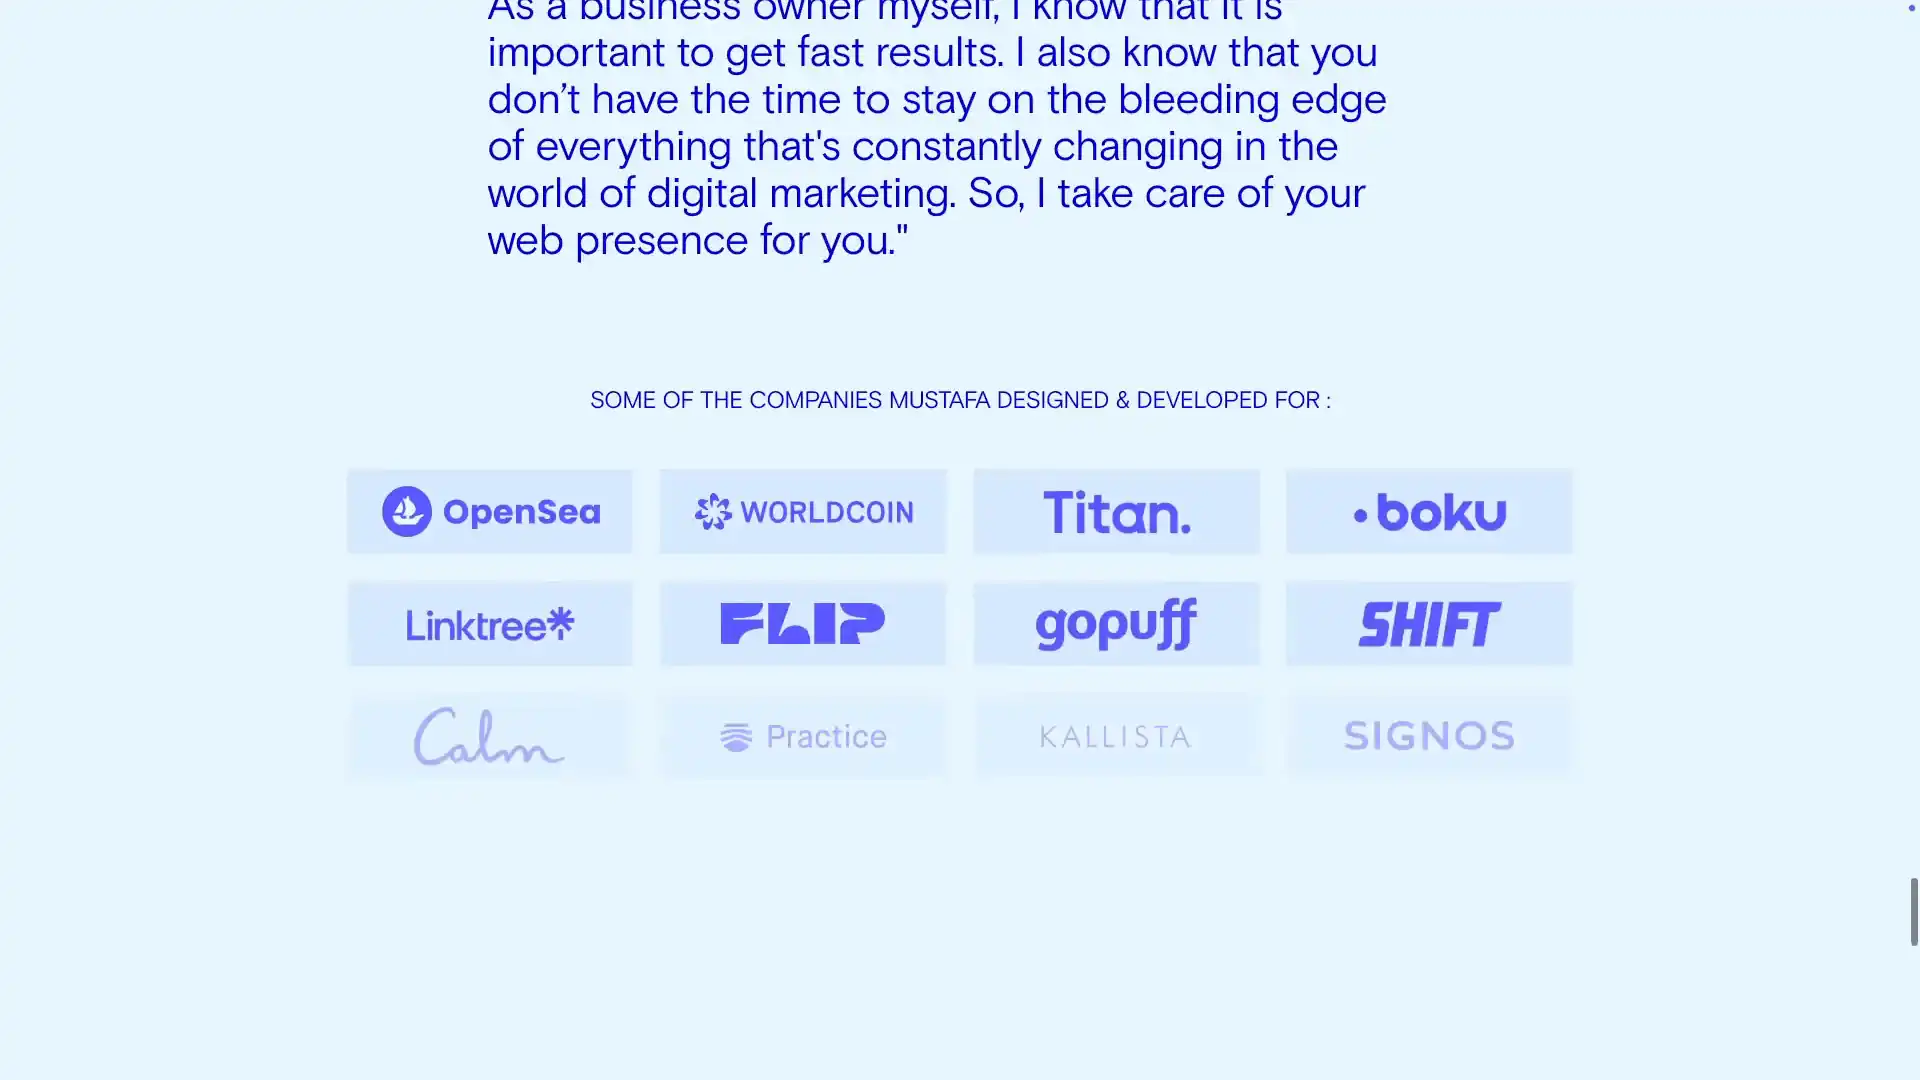 As a business owner myself, I know that it is
important to get fast results. I also know that you
don’t have the time to stay on the bleeding edge
of everything that's constantly changing in the
world of digital marketing. So, I take care of your
web presence for you."
SOME OF THE COMPANIES MUSTAFA DESIGNED & DEVELOPED FOR :
OpenSea
WORLDCOIN
Titan.
boku
Linktree
FLIP
gopuff
SHIFT
Calm
Practice
KALLISTA
SIGNOS